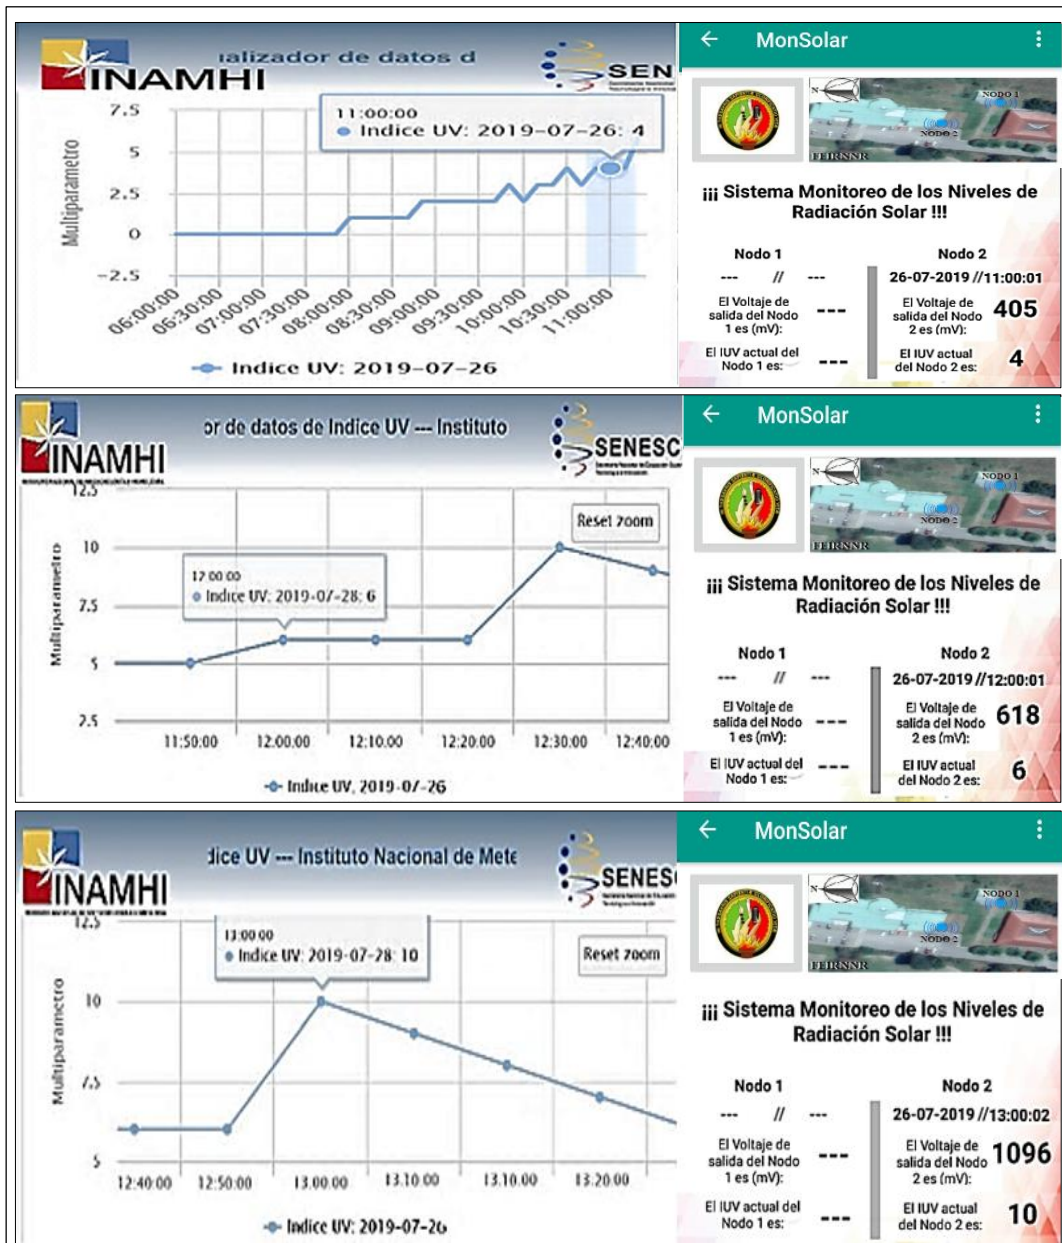 ualizador de datos d
INAMHI
SEN
11:00:00
Indice UV: 2019-07-26: 4
7.5
5
2.5
0
−2.5
Multiparametro
06:00:00
06:30:00
07:00:00
07:30:00
08:00:00
08:30:00
09:00:00
09:30:00
10:00:00
10:30:00
11:00:00
Indice UV: 2019-07-26
MonSolar
N
NODO 1
NODO 2
FEIRNNR
¡¡¡ Sistema Monitoreo de los Niveles de
Radiación Solar !!!
Nodo 1
--- // ---
El Voltaje de
salida del Nodo
1 es (mV):
---
El IUV actual del
Nodo 1 es:
---
Nodo 2
26-07-2019 //11:00:01
El Voltaje de
salida del Nodo
2 es (mV):
405
El IUV actual
del Nodo 2 es:
4
or de datos de Indice UV --- Instituto
INAMHI
SENESC
12.5
10
7.5
5
2.5
Multiparametro
Reset zoom
12:00:00
Indice UV: 2019-07-28: 6
11:50:00
12:00:00
12:10:00
12:20:00
12:30:00
12:40:00
Indice UV, 2019-0/-26
MonSolar
N
NODO 1
NODO 2
FEIRNNR
¡¡¡ Sistema Monitoreo de los Niveles de
Radiación Solar !!!
Nodo 1
--- // ---
El Voltaje de
salida del Nodo
1 es (mV):
---
El IUV actual del
Nodo 1 es:
---
Nodo 2
26-07-2019 //12:00:01
El Voltaje de
salida del Nodo
2 es (mV):
618
El IUV actual
del Nodo 2 es:
6
dice UV --- Instituto Nacional de Mete
INAMHI
SENESC
12.5
10
7.5
5
Multiparametro
Reset zoom
13:00:00
Indice UV: 2019-07-28: 10
12:40:00
12:50:00
13.00:00
13.10:00
13.10:00
13.20:00
Indice UV: 2019-07-26
MonSolar
N
NODO 1
NODO 2
FEIRNNR
¡¡¡ Sistema Monitoreo de los Niveles de
Radiación Solar !!!
Nodo 1
--- // ---
El Voltaje de
salida del Nodo
1 es (mV):
---
El IUV actual del
Nodo 1 es:
---
Nodo 2
26-07-2019 //13:00:02
El Voltaje de
salida del Nodo
2 es (mV):
1096
El IUV actual
del Nodo 2 es:
10